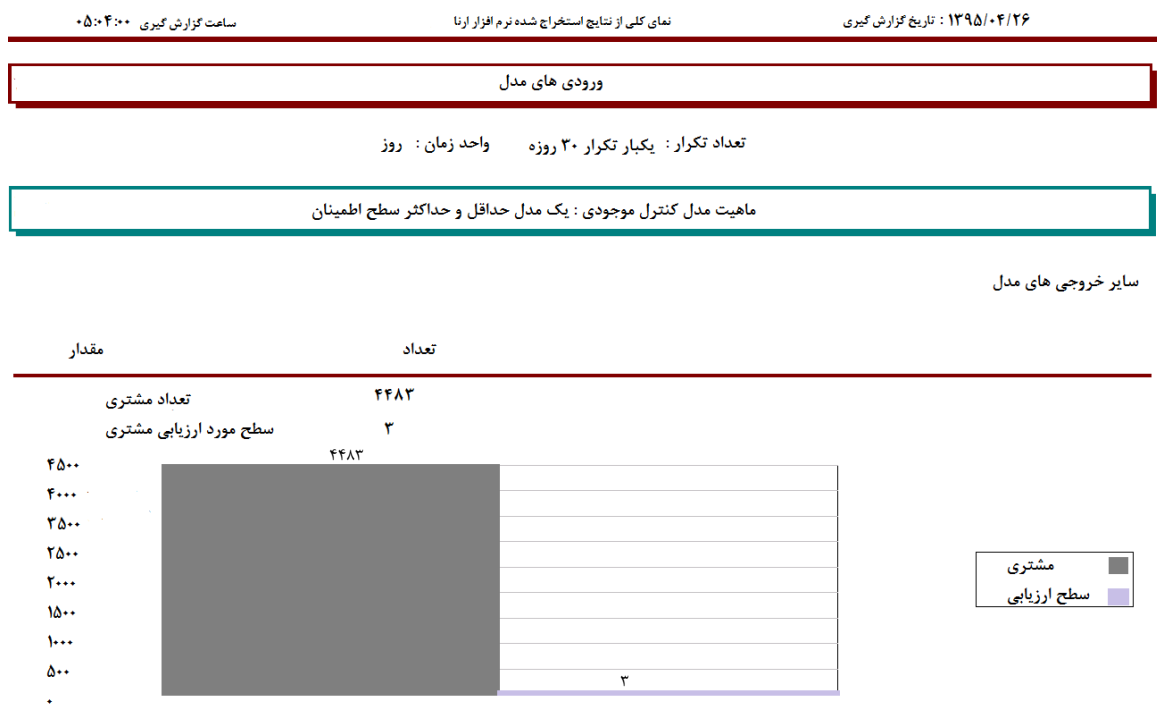 ۱۳۹۵/۰۴/۲۶ : تاریخ گزارش گیری
نمای کلی از نتایج استخراج شده نرم افزار ارنا
ساعت گزارش گیری ۰۵:۰۴:۰۰
ورودی های مدل
تعداد تکرار : یکبار تکرار ۳۰ روزه واحد زمان : روز
ماهیت مدل کنترل موجودی : یک مدل حداقل و حداکثر سطح اطمینان
سایر خروجی های مدل
تعداد مقدار
۴۴۸۳ تعداد مشتری
۳ سطح مورد ارزیابی مشتری
۴۴۸۳
۴۵۰۰
۴۰۰۰
۳۵۰۰
۲۵۰۰
۲۰۰۰
۱۵۰۰
۱۰۰۰
۵۰۰
۰
۳
مشتری
سطح ارزیابی